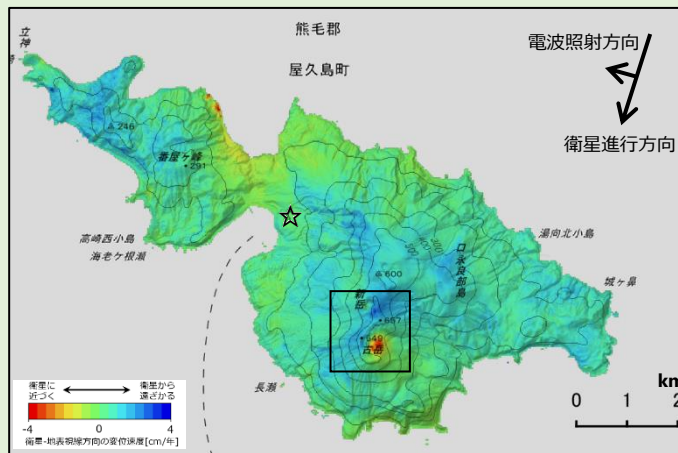 立神
熊毛郡
屋久島町
電波照射方向
衛星進行方向
246
番屋ヶ峰
291
高崎西小島
海老ケ根瀬
湯向北小島
口永良部島
城ヶ鼻
600
新岳
657
649
古岳
長瀬
300
400
km
0 1 2
衛星に
近づく
衛星から
遠ざかる
-4 0 4
衛星-地表視線方向の変位速度[cm/年]